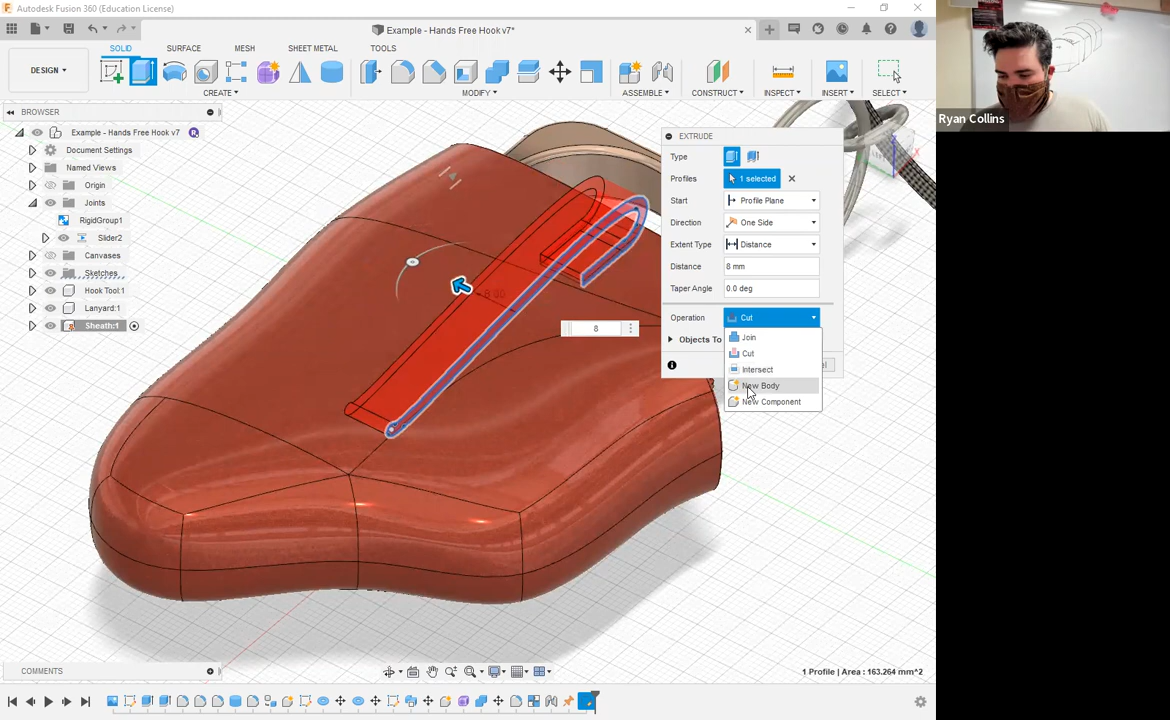 Autodesk Fusion 360 (Education License)
Example - Hands Free Hook v7*
SOLID SURFACE MESH SHEET METAL TOOLS
DESIGN
CREATE MODIFY ASSEMBLE CONSTRUCT INSPECT INSERT SELECT
BROWSER
Example - Hands Free Hook v7
Document Settings
Named Views
Origin
Joints
RigidGroup1
Slider2
Canvases
Sketches
Hook Tool:1
Lanyard:1
Sheath:1
EXTRUDE
Type
Profiles 1 selected
Start Profile Plane
Direction One Side
Extent Type Distance
Distance 8 mm
Taper Angle 0.0 deg
Operation Cut
Objects To
Join
Cut
Intersect
New Body
New Component
8
Ryan Collins
COMMENTS
1 Profile | Area : 163.264 mm^2